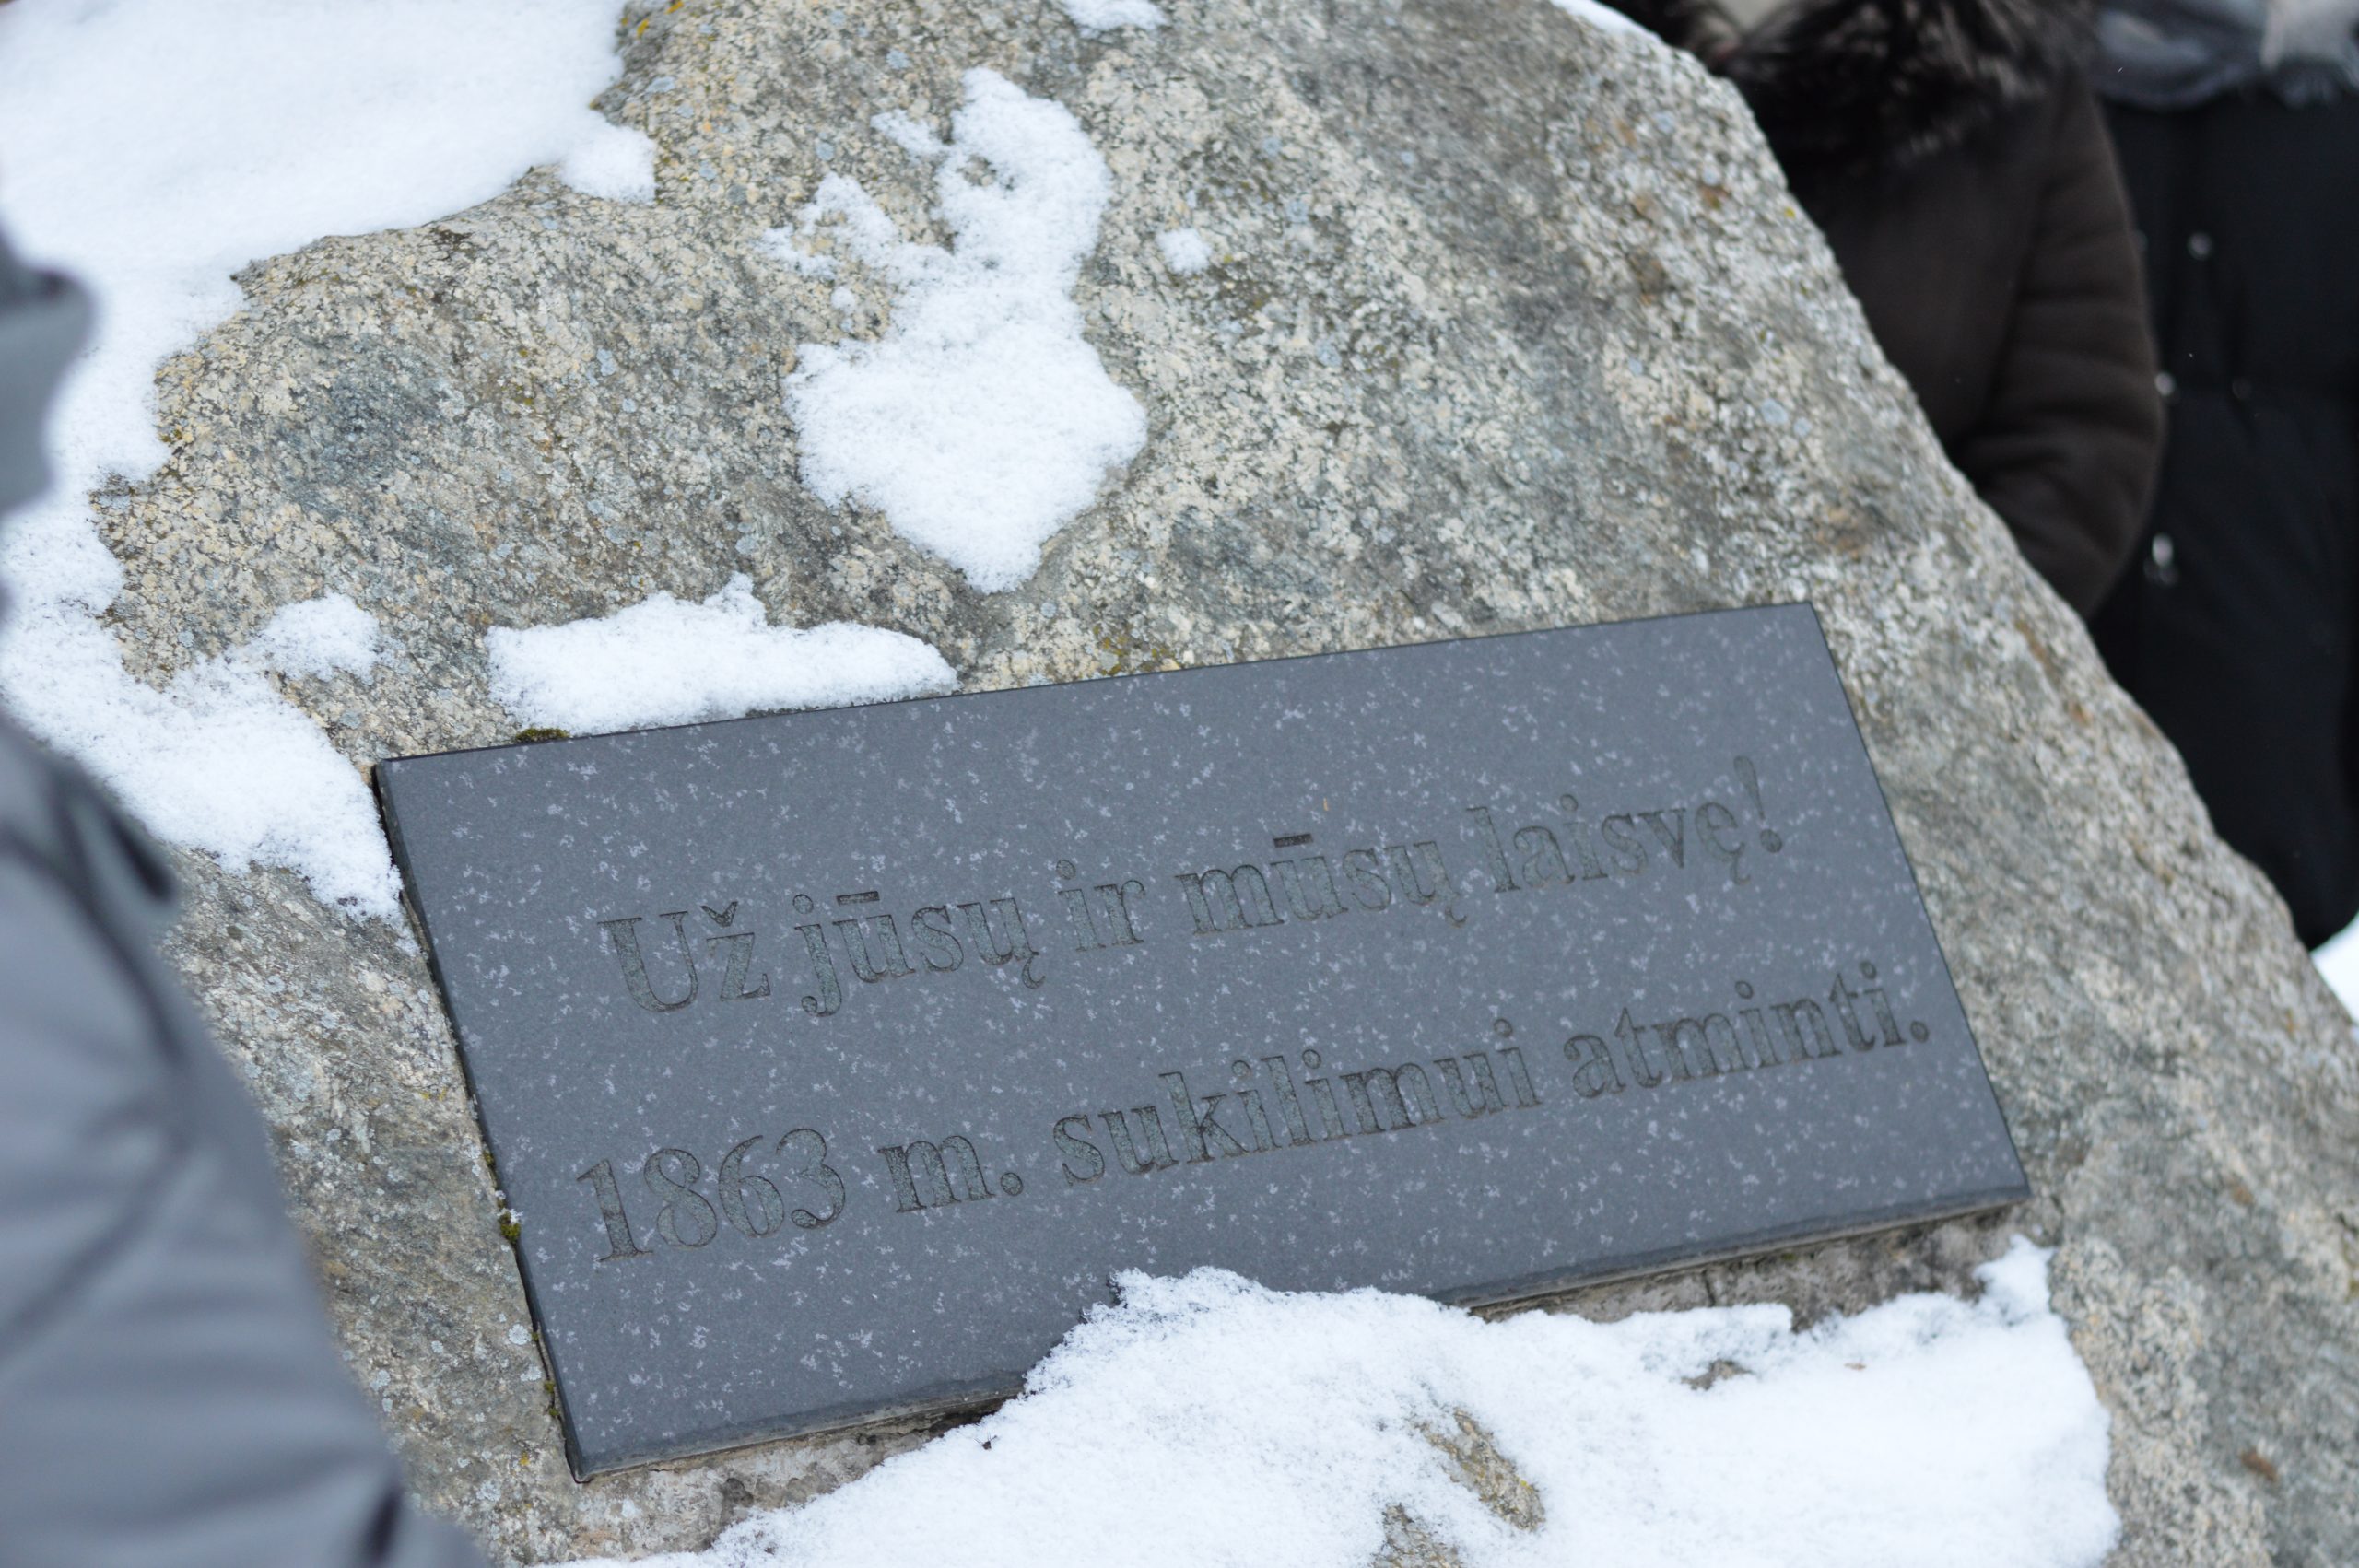 Už jūsų ir mūsų laisvę!
1863 m. sukilimui atminti.